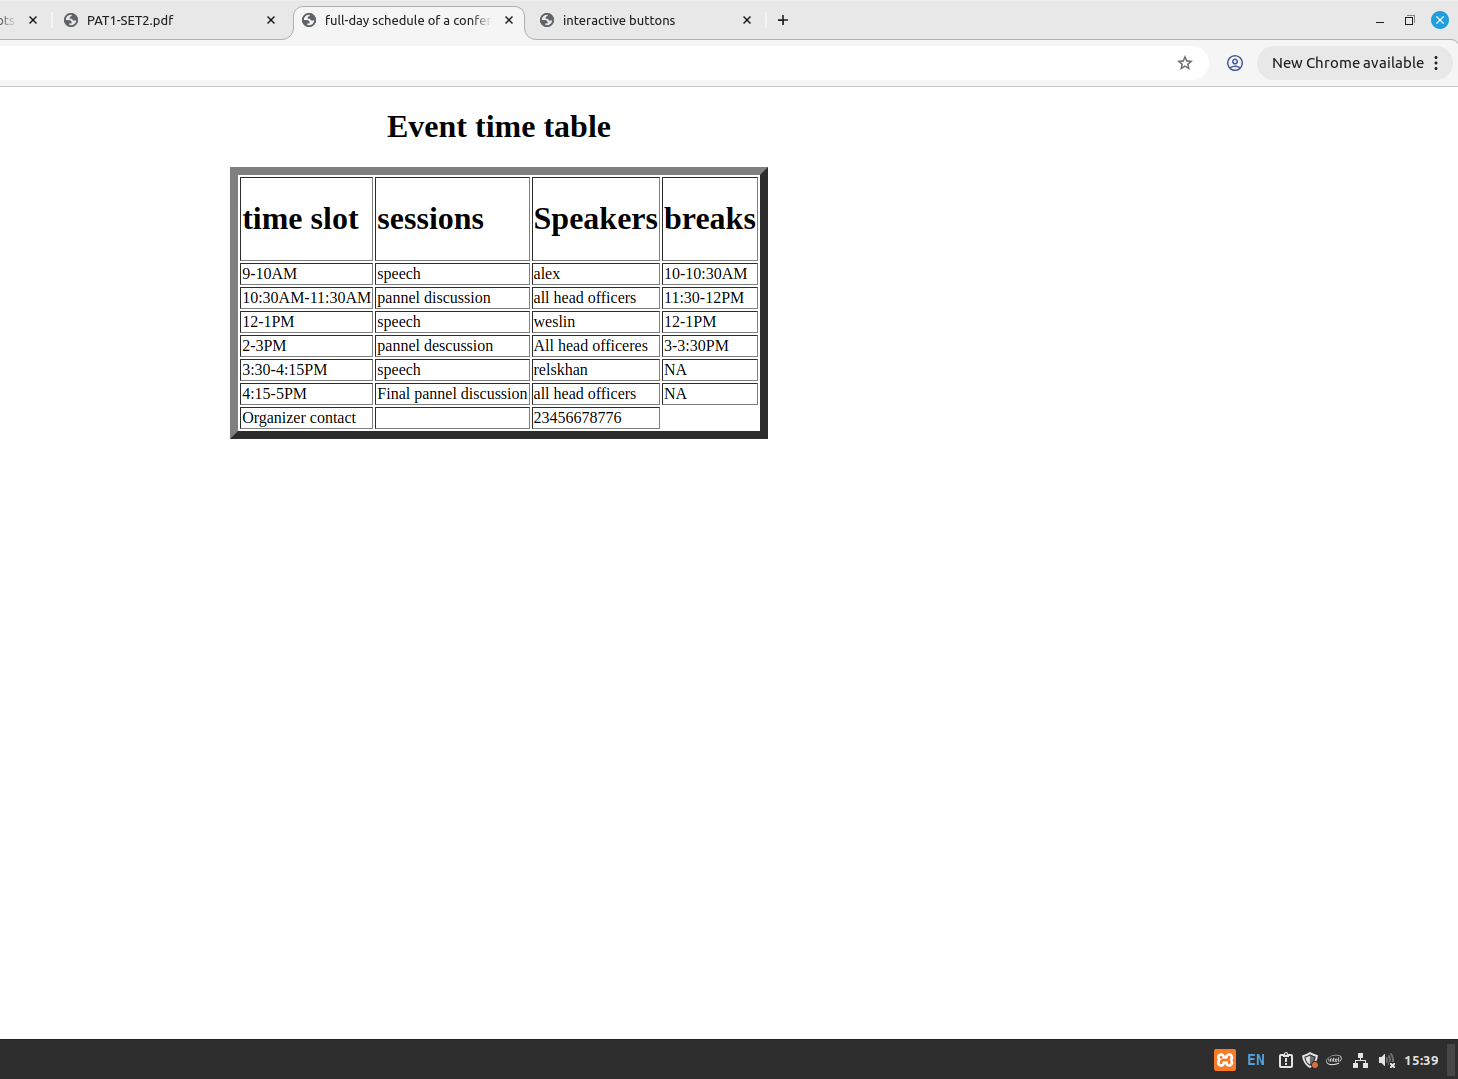 ots PAT1-SET2.pdf full-day schedule of a confer interactive buttons
New Chrome available
Event time table
time slot sessions Speakers breaks
9-10AM speech alex 10-10:30AM
10:30AM-11:30AM pannel discussion all head officers 11:30-12PM
12-1PM speech weslin 12-1PM
2-3PM pannel descussion All head officeres 3-3:30PM
3:30-4:15PM speech relskhan NA
4:15-5PM Final pannel discussion all head officers NA
Organizer contact 23456678776
EN intel 15:39